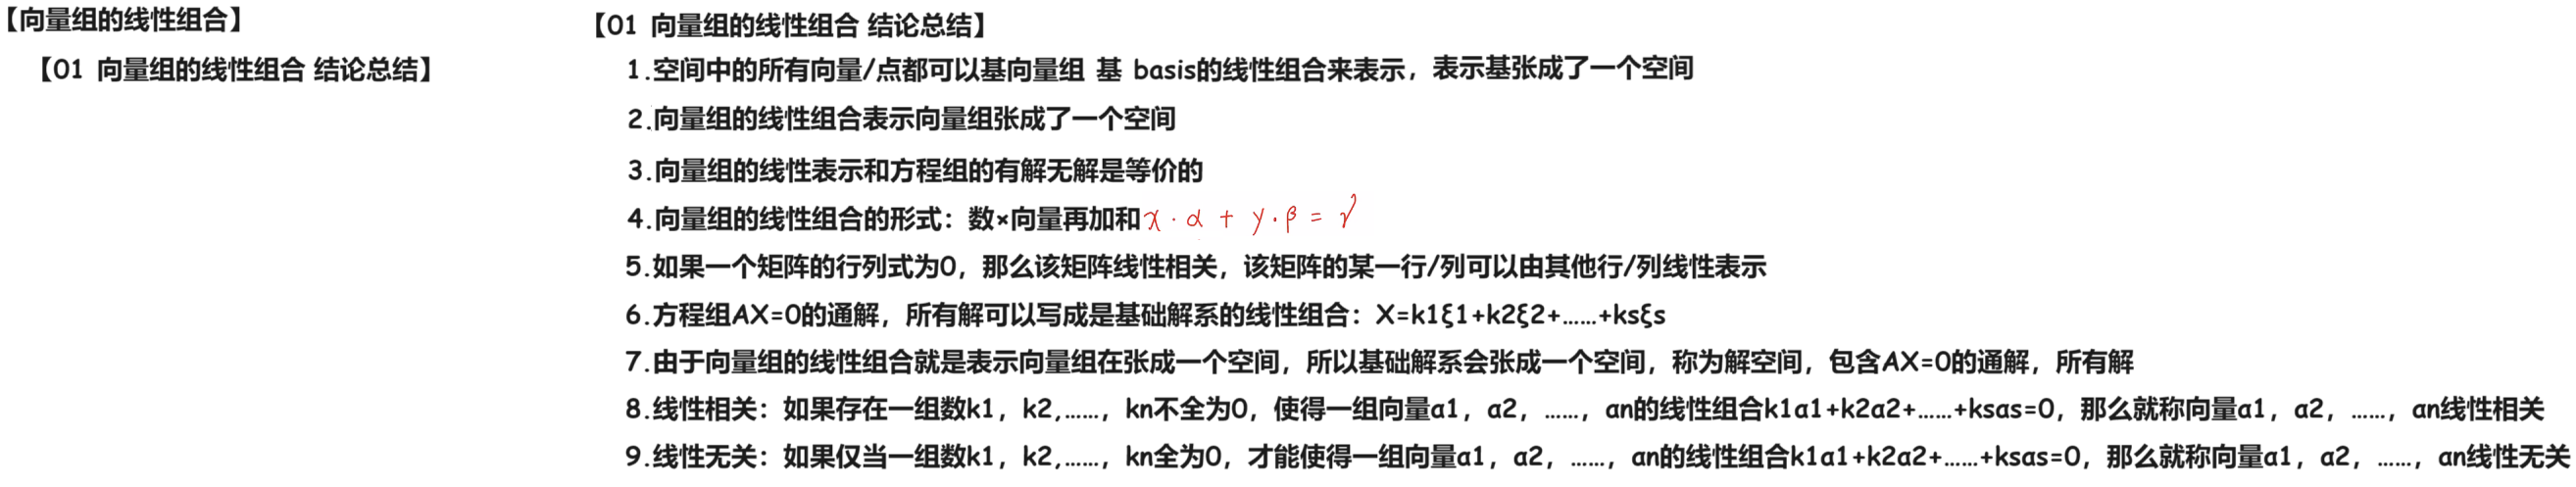 【向量组的线性组合】
【01 向量组的线性组合 结论总结】
【01 向量组的线性组合 结论总结】
1.空间中的所有向量/点都可以基向量组 基 basis的线性组合来表示，表示基张成了一个空间
2.向量组的线性组合表示向量组张成了一个空间
3.向量组的线性表示和方程组的有解无解是等价的
4.向量组的线性组合的形式：数×向量再加和 x·α + y·β = γ
5.如果一个矩阵的行列式为0，那么该矩阵线性相关，该矩阵的某一行/列可以由其他行/列线性表示
6.方程组AX=0的通解，所有解可以写成是基础解系的线性组合：X=k1ξ1+k2ξ2+……+ksξs
7.由于向量组的线性组合就是表示向量组在张成一个空间，所以基础解系会张成一个空间，称为解空间，包含AX=0的通解，所有解
8.线性相关：如果存在一组数k1，k2,……，kn不全为0，使得一组向量α1，α2，……，αn的线性组合k1α1+k2α2+……+ksαs=0，那么就称向量α1，α2，……，αn线性相关
9.线性无关：如果仅当一组数k1，k2,……，kn全为0，才能使得一组向量α1，α2，……，αn的线性组合k1α1+k2α2+……+ksαs=0，那么就称向量α1，α2，……，αn线性无关